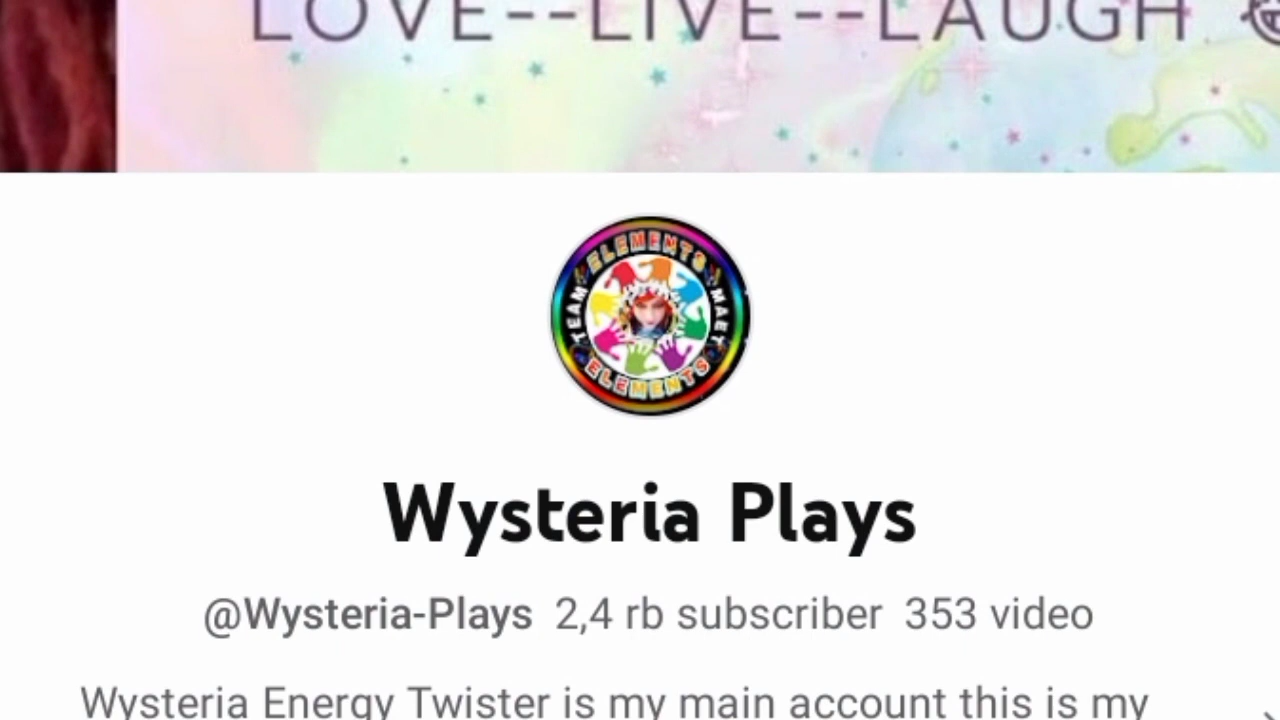 LOVE--LIVE--LAUGH
ELEMENTS
TEAM
TEAM
ELEMENTS
Wysteria Plays
@Wysteria-Plays 2,4 rb subscriber 353 video
Wysteria Energy Twister is my main account this is my